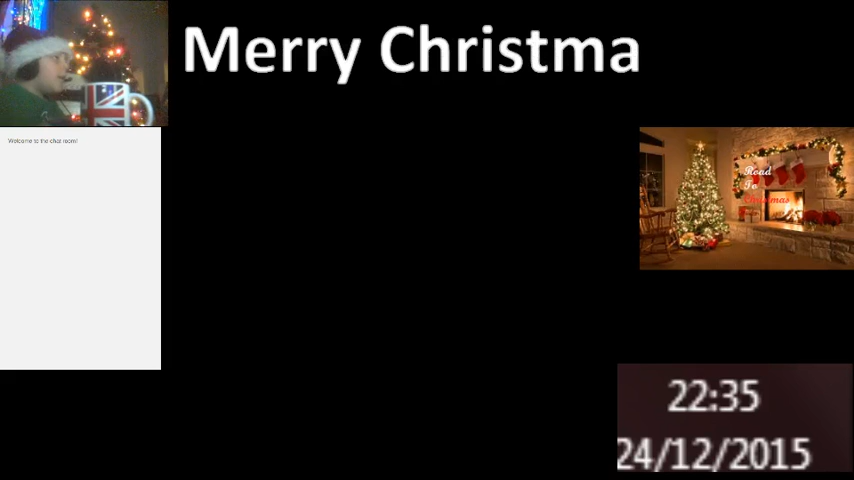 Merry Christma
Welcome to the chat room!
Road
To
Christmas
22:35
24/12/2015